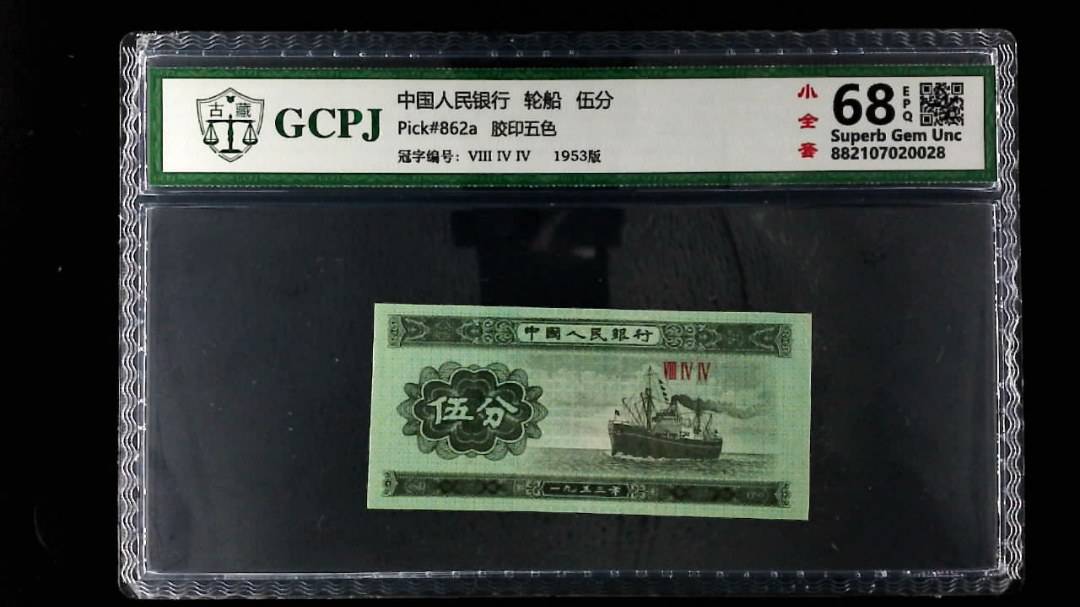 古藏
GCPJ
中国人民银行 轮船 伍分
Pick#862a 胶印五色
冠字编号：VIII IV IV 1953版
小全套
68
EPQ
Superb Gem Unc
882107020028
中國人民銀行
VIII IV IV
伍分
一九五三年